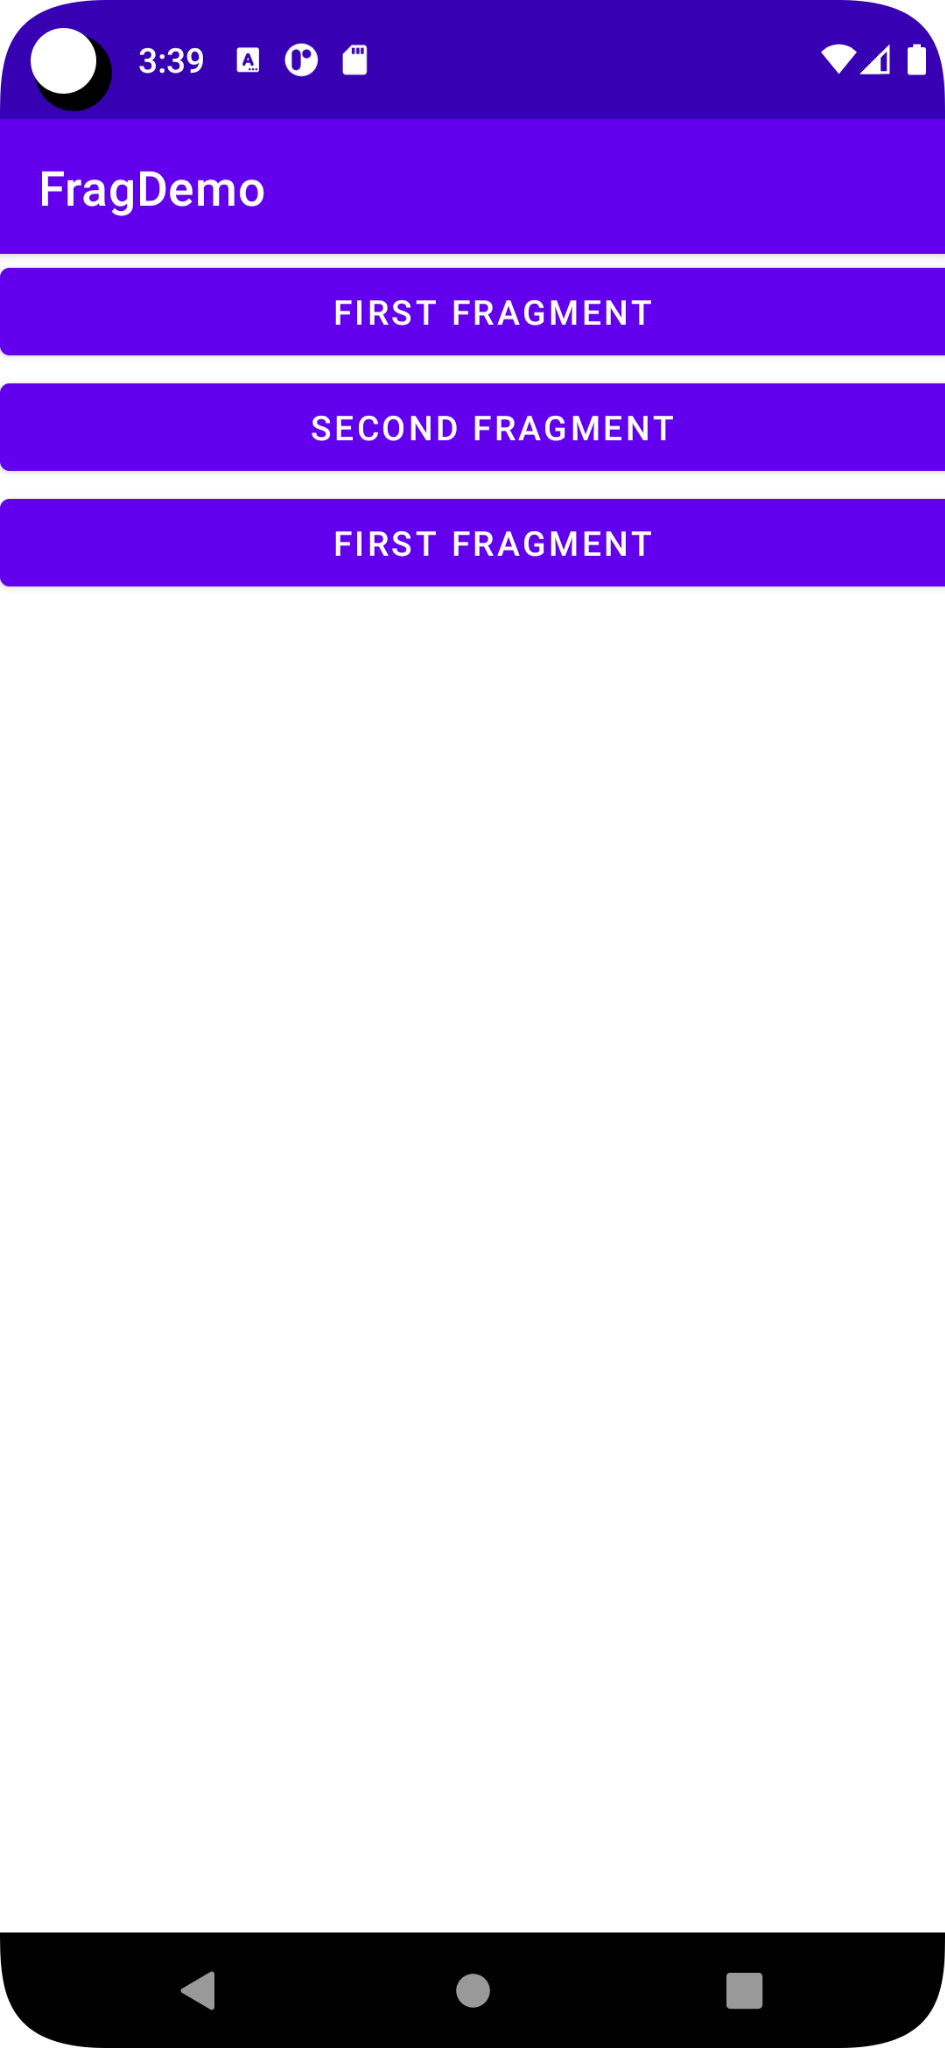 3:39
FragDemo
FIRST FRAGMENT
SECOND FRAGMENT
FIRST FRAGMENT